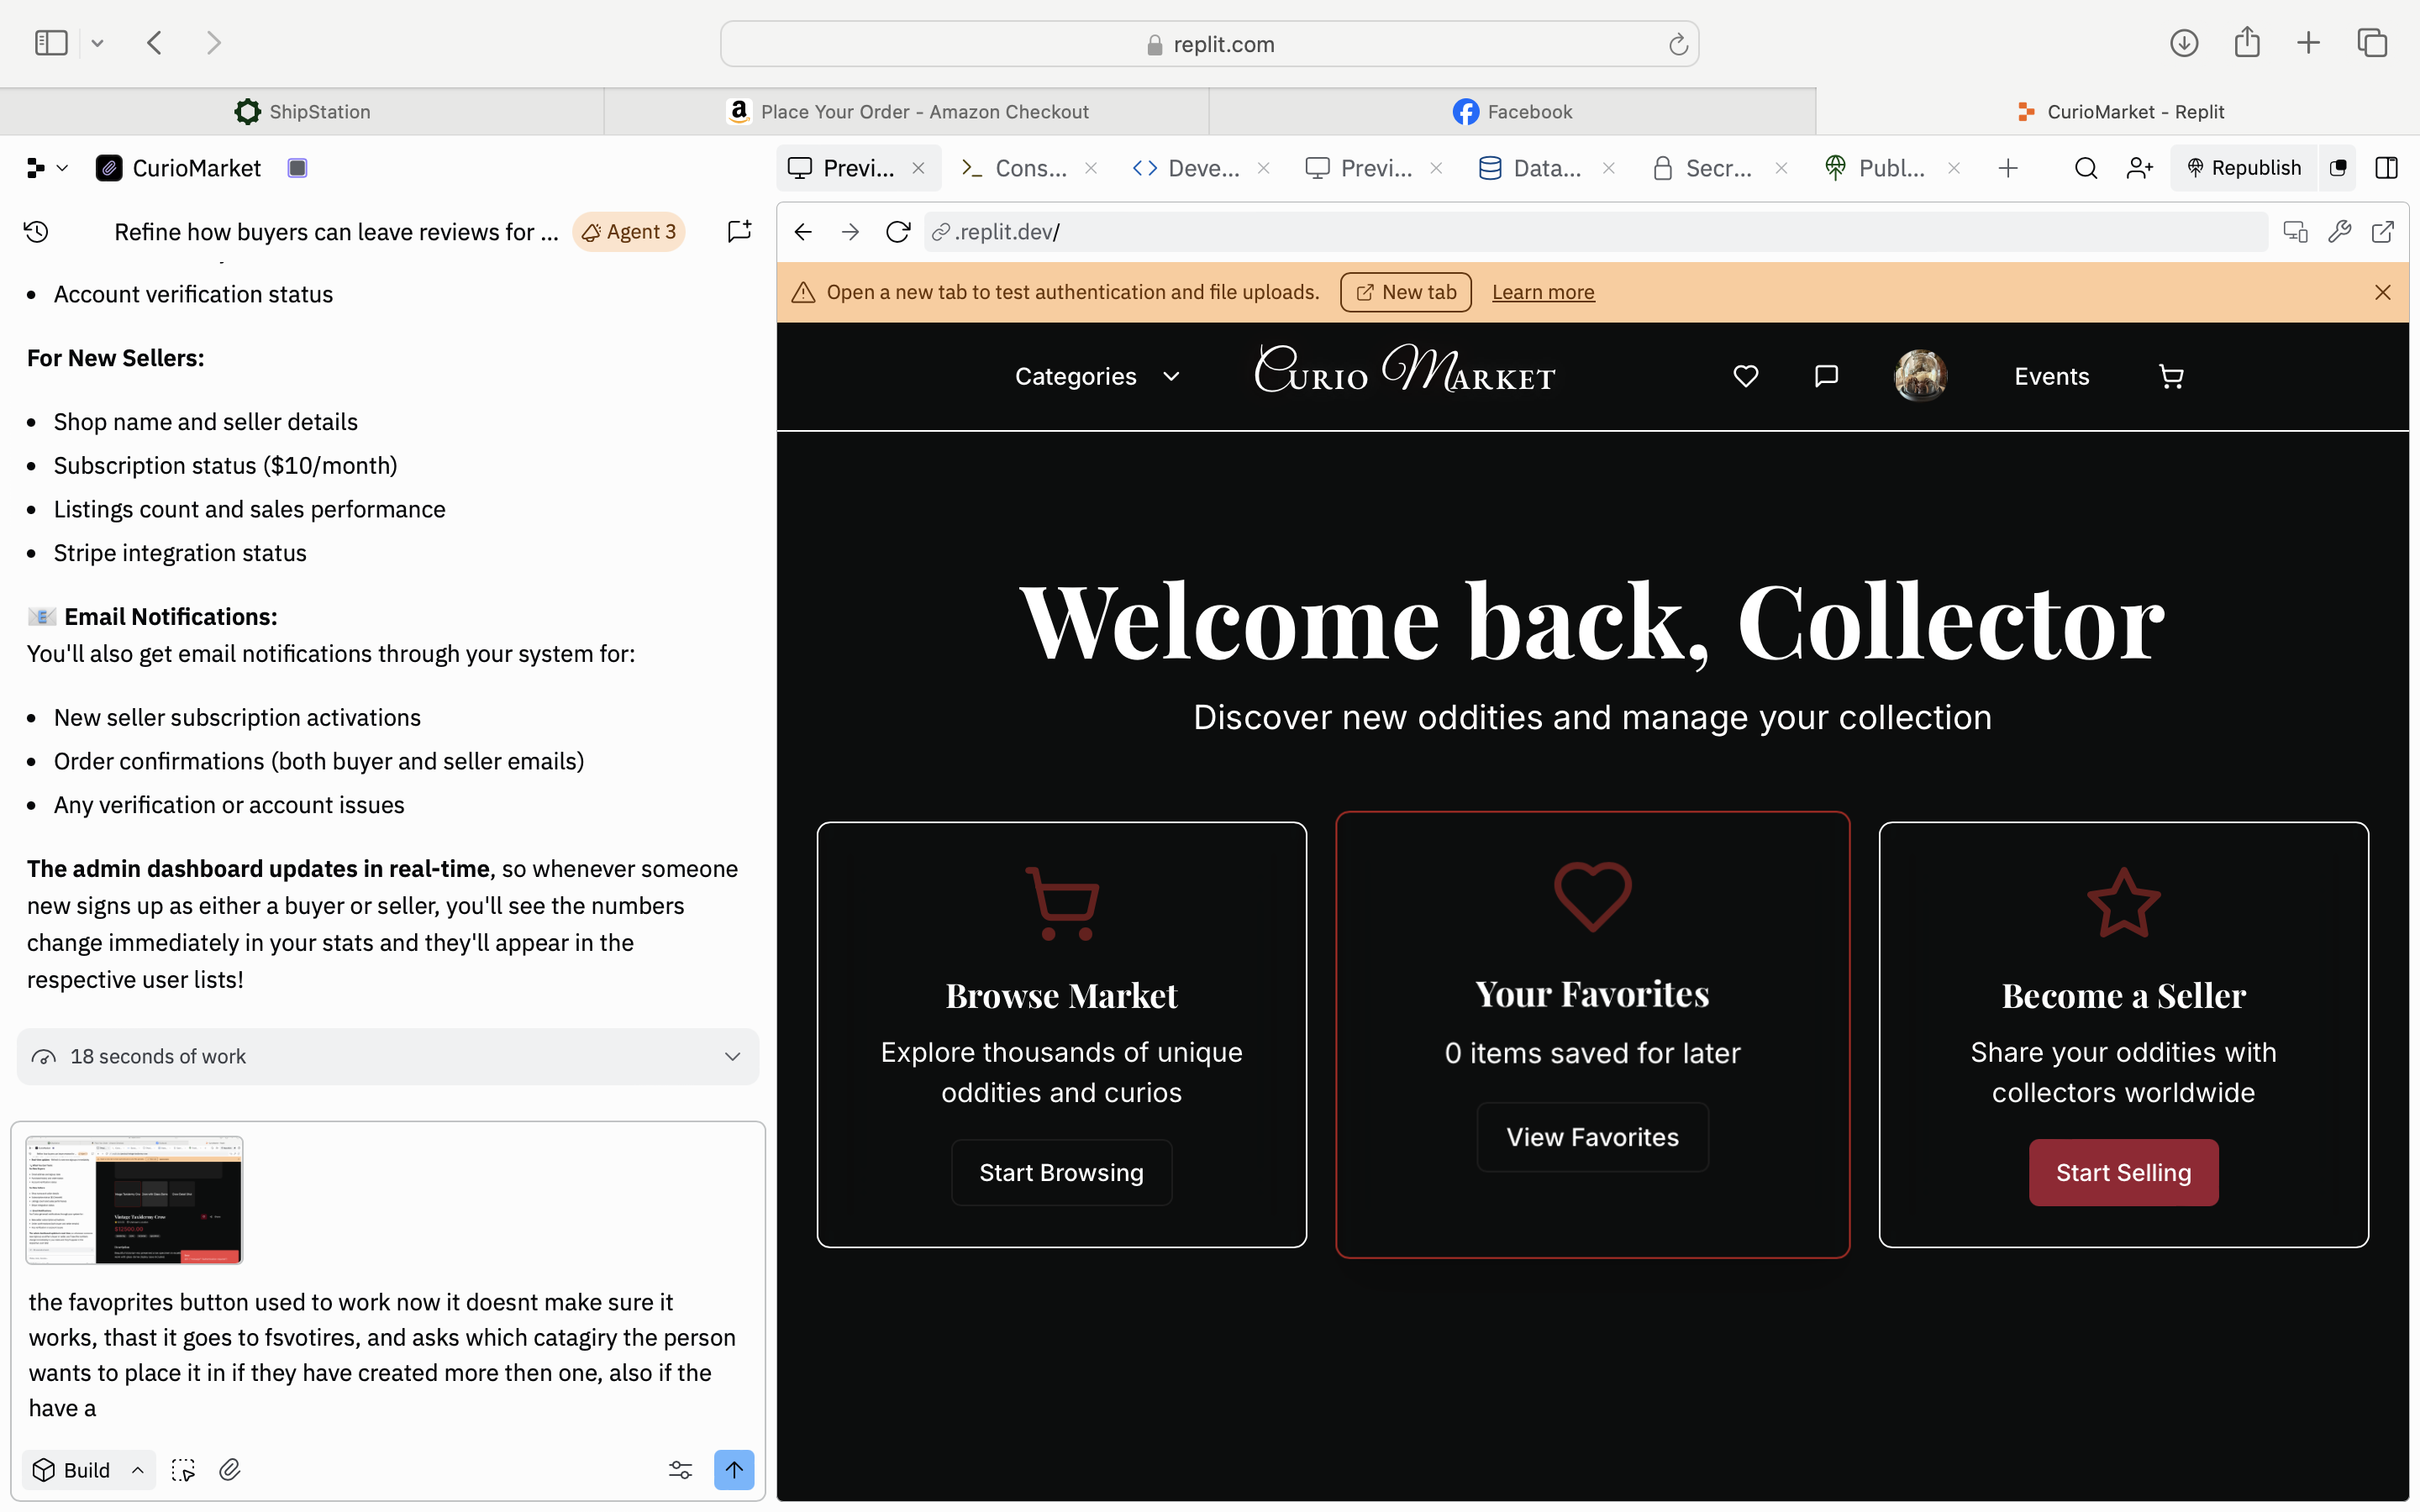 replit.com
ShipStation
Place Your Order - Amazon Checkout
Facebook
CurioMarket - Replit
CurioMarket
Previ...
Cons...
Deve...
Previ...
Data...
Secr...
Publ...
Republish
Refine how buyers can leave reviews for ...
Agent 3
.replit.dev/
Open a new tab to test authentication and file uploads.
New tab
Learn more
• Account verification status
For New Sellers:
• Shop name and seller details
• Subscription status ($10/month)
• Listings count and sales performance
• Stripe integration status
📧 Email Notifications:
You'll also get email notifications through your system for:
• New seller subscription activations
• Order confirmations (both buyer and seller emails)
• Any verification or account issues
The admin dashboard updates in real-time, so whenever someone
new signs up as either a buyer or seller, you'll see the numbers
change immediately in your stats and they'll appear in the
respective user lists!
18 seconds of work
the favoprites button used to work now it doesnt make sure it
works, thast it goes to fsvotires, and asks which catagiry the person
wants to place it in if they have created more then one, also if the
have a
Build
Categories
Curio Market
Events
Welcome back, Collector
Discover new oddities and manage your collection
Browse Market
Explore thousands of unique
oddities and curios
Start Browsing
Your Favorites
0 items saved for later
View Favorites
Become a Seller
Share your oddities with
collectors worldwide
Start Selling